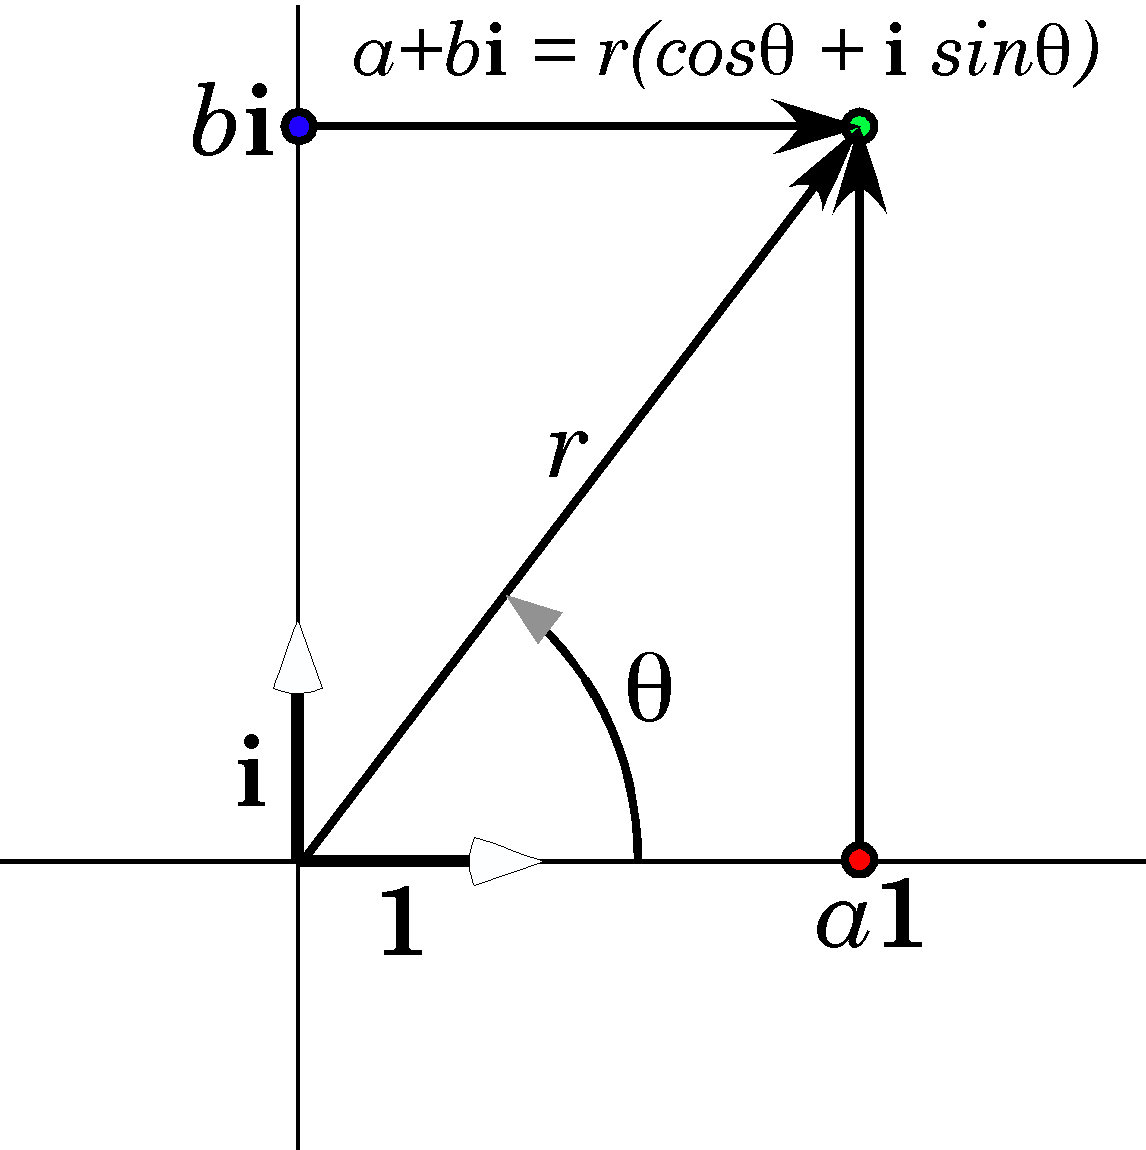 a+bi = r(cosθ + i sinθ)
bi
r
θ
i
1
a1